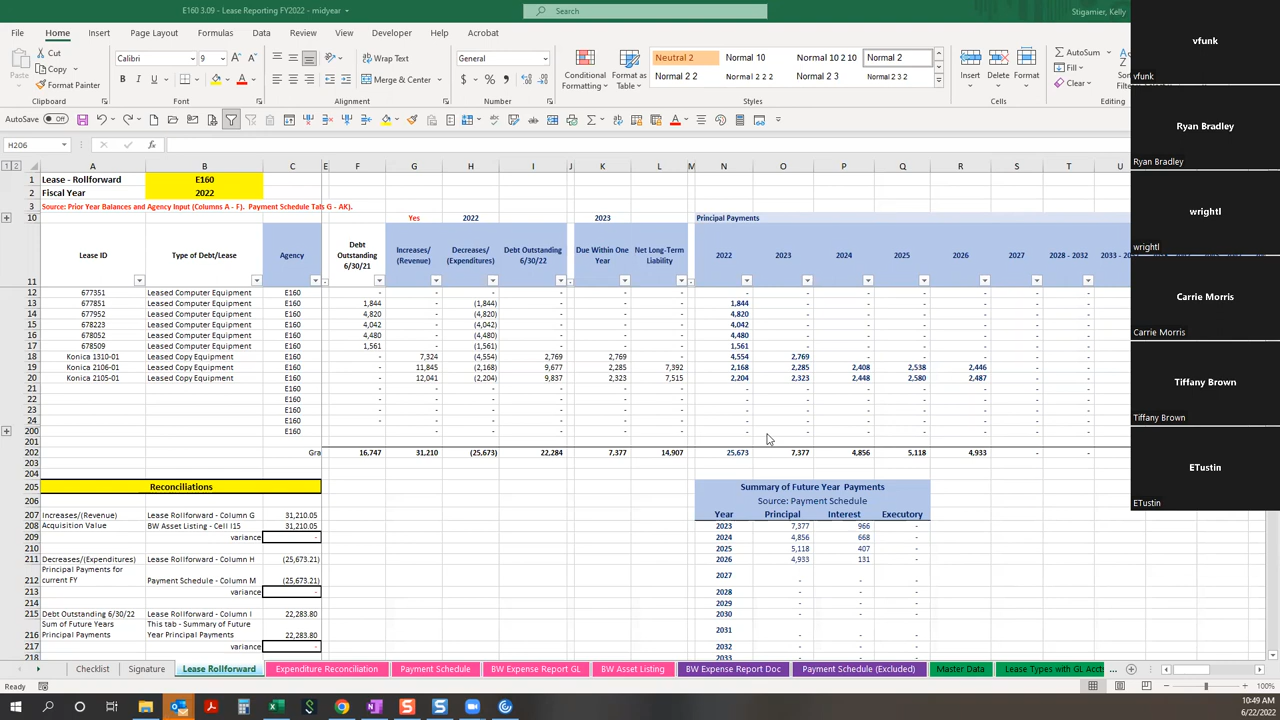 E160 3.09 - Lease Reporting FY2022 - midyear
Search
Stigamier, Kelly
File Home Insert Page Layout Formulas Data Review View Developer Help Acrobat
Paste
Cut
Copy
Format Painter
Clipboard
Calibri 9
B I U
Font
Wrap Text
Merge & Center
Alignment
General
$ % ,
Number
Conditional Formatting
Format as Table
Neutral 2 Normal 10 Normal 10 2 Normal 2
Normal 2 2 Normal 2 2 2 Normal 2 3 Normal 2 3 2
Styles
Insert Delete Format
Cells
AutoSum
Fill
Clear
Editing
AutoSave Off
H206 fx
A B C E F G H I J K L M N O P Q R S T U
1 Lease - Rollforward E160
2 Fiscal Year 2022
3 Source: Prior Year Balances and Agency Input (Columns A - F). Payment Schedule Tabs G - AK).
10 Yes 2022 2023 Principal Payments
11 Lease ID Type of Debt/Lease Agency Debt Outstanding 6/30/21 Increases/ (Revenue) Decreases/ (Expenditures) Debt Outstanding 6/30/22 Due Within One Year Net Long-Term Liability 2022 2023 2024 2025 2026 2027 2028 - 2032
12 677351 Leased Computer Equipment E160 - - - - - - - - - - - - -
13 677851 Leased Computer Equipment E160 1,844 - (1,844) - - - 1,844 - - - - - -
14 677952 Leased Computer Equipment E160 4,820 - (4,820) - - - 4,820 - - - - - -
15 678223 Leased Computer Equipment E160 4,042 - (4,042) - - - 4,042 - - - - - -
16 678052 Leased Computer Equipment E160 4,480 - (4,480) - - - 4,480 - - - - - -
17 678509 Leased Computer Equipment E160 1,561 - (1,561) - - - 1,561 - - - - - -
18 Konica 1310-01 Leased Copy Equipment E160 - 7,324 (4,554) 2,769 2,769 - 4,554 2,769 - - - - -
19 Konica 2106-01 Leased Copy Equipment E160 - 11,845 (2,168) 9,677 2,285 7,392 2,168 2,285 2,408 2,538 2,446 - -
20 Konica 2105-01 Leased Copy Equipment E160 - 12,041 (2,204) 9,837 2,323 7,515 2,204 2,323 2,448 2,580 2,487 - -
21 E160 - - - - - - - - - - - - -
22 E160 - - - - - - - - - - - - -
23 E160 - - - - - - - - - - - - -
24 E160 - - - - - - - - - - - - -
200 E160 - - - - - - - - - - - - -
201
202 Gra 16,747 31,210 (25,673) 22,284 7,377 14,907 25,673 7,377 4,856 5,118 4,933 - -
203
204
205 Reconciliations Summary of Future Year Payments
206 Source: Payment Schedule
207 Increases/(Revenue) Lease Rollforward - Column G 31,210.05 Year Principal Interest Executory
208 Acquisition Value BW Asset Listing - Cell I15 31,210.05 2023 7,377 966 -
209 variance - 2024 4,856 668 -
210 2025 5,118 407 -
211 Decreases/(Expenditures) Lease Rollforward - Column H (25,673.21) 2026 4,933 131 -
212 Principal Payments for current FY Payment Schedule - Column M (25,673.21) 2027 - - -
213 variance - 2028 - - -
214 2029 - - -
215 Debt Outstanding 6/30/22 Lease Rollforward - Column I 22,283.80 2030 - - -
216 Sum of Future Years Principal Payments This tab - Summary of Future Year Principal Payments 22,283.80 2031 - - -
217 variance - 2032 - - -
218 2033
Checklist Signature Lease Rollforward Expenditure Reconciliation Payment Schedule BW Expense Report GL BW Asset Listing BW Expense Report Doc Payment Schedule (Excluded) Master Data Lease Types with GL Accts ...
Ready 100%
10:49 AM
6/22/2022
vfunk
vfunk
Ryan Bradley
Ryan Bradley
wrightl
wrightl
Carrie Morris
Carrie Morris
Tiffany Brown
Tiffany Brown
ETustin
ETustin